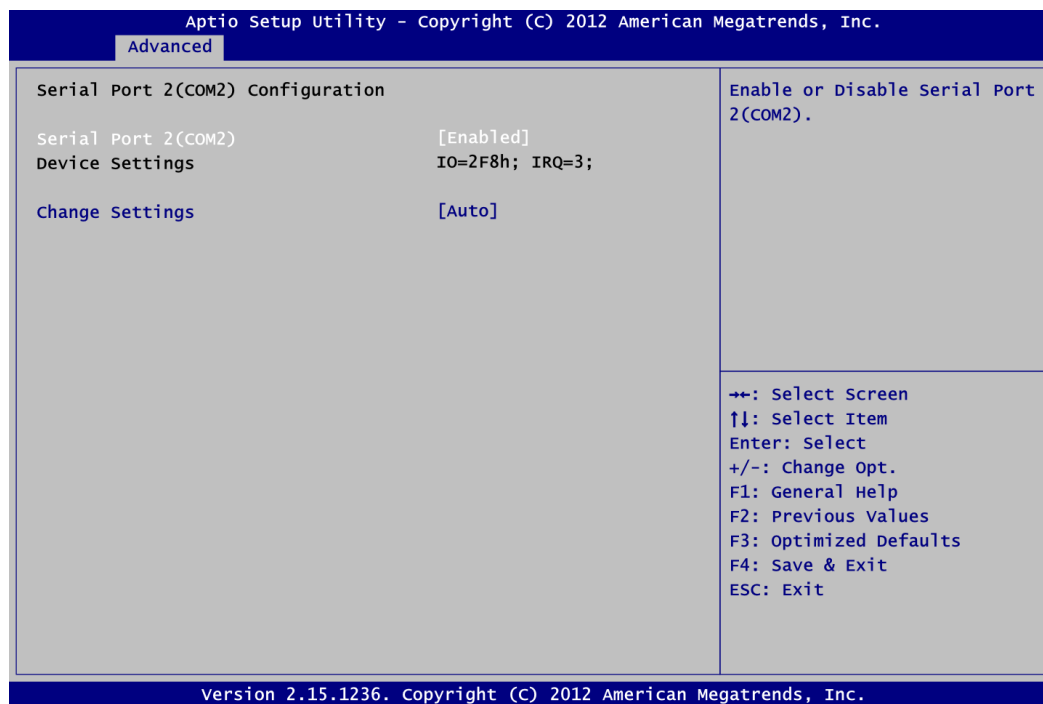 Aptio Setup Utility - Copyright (C) 2012 American Megatrends, Inc.
Advanced
Serial Port 2(COM2) Configuration
Serial Port 2(COM2) [Enabled]
Device Settings IO=2F8h; IRQ=3;
Change Settings [Auto]
Enable or Disable Serial Port
2(COM2).
→←: Select Screen
↑↓: Select Item
Enter: Select
+/-: Change Opt.
F1: General Help
F2: Previous Values
F3: Optimized Defaults
F4: Save & Exit
ESC: Exit
Version 2.15.1236. Copyright (C) 2012 American Megatrends, Inc.